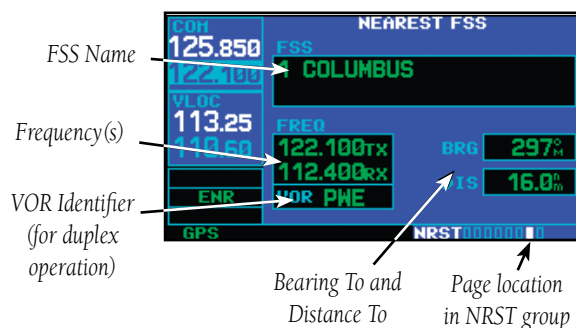 NEAREST FSS
COM
125.850
122.100
FSS
1 COLUMBUS
VLOC
113.25
110.60
FREQ
122.100TX
112.400RX
VOR PWE
BRG 297°M
DIS 16.0nm
ENR
GPS
NRST
FSS Name
Frequency(s)
VOR Identifier
(for duplex
operation)
Bearing To and
Distance To
Page location
in NRST group